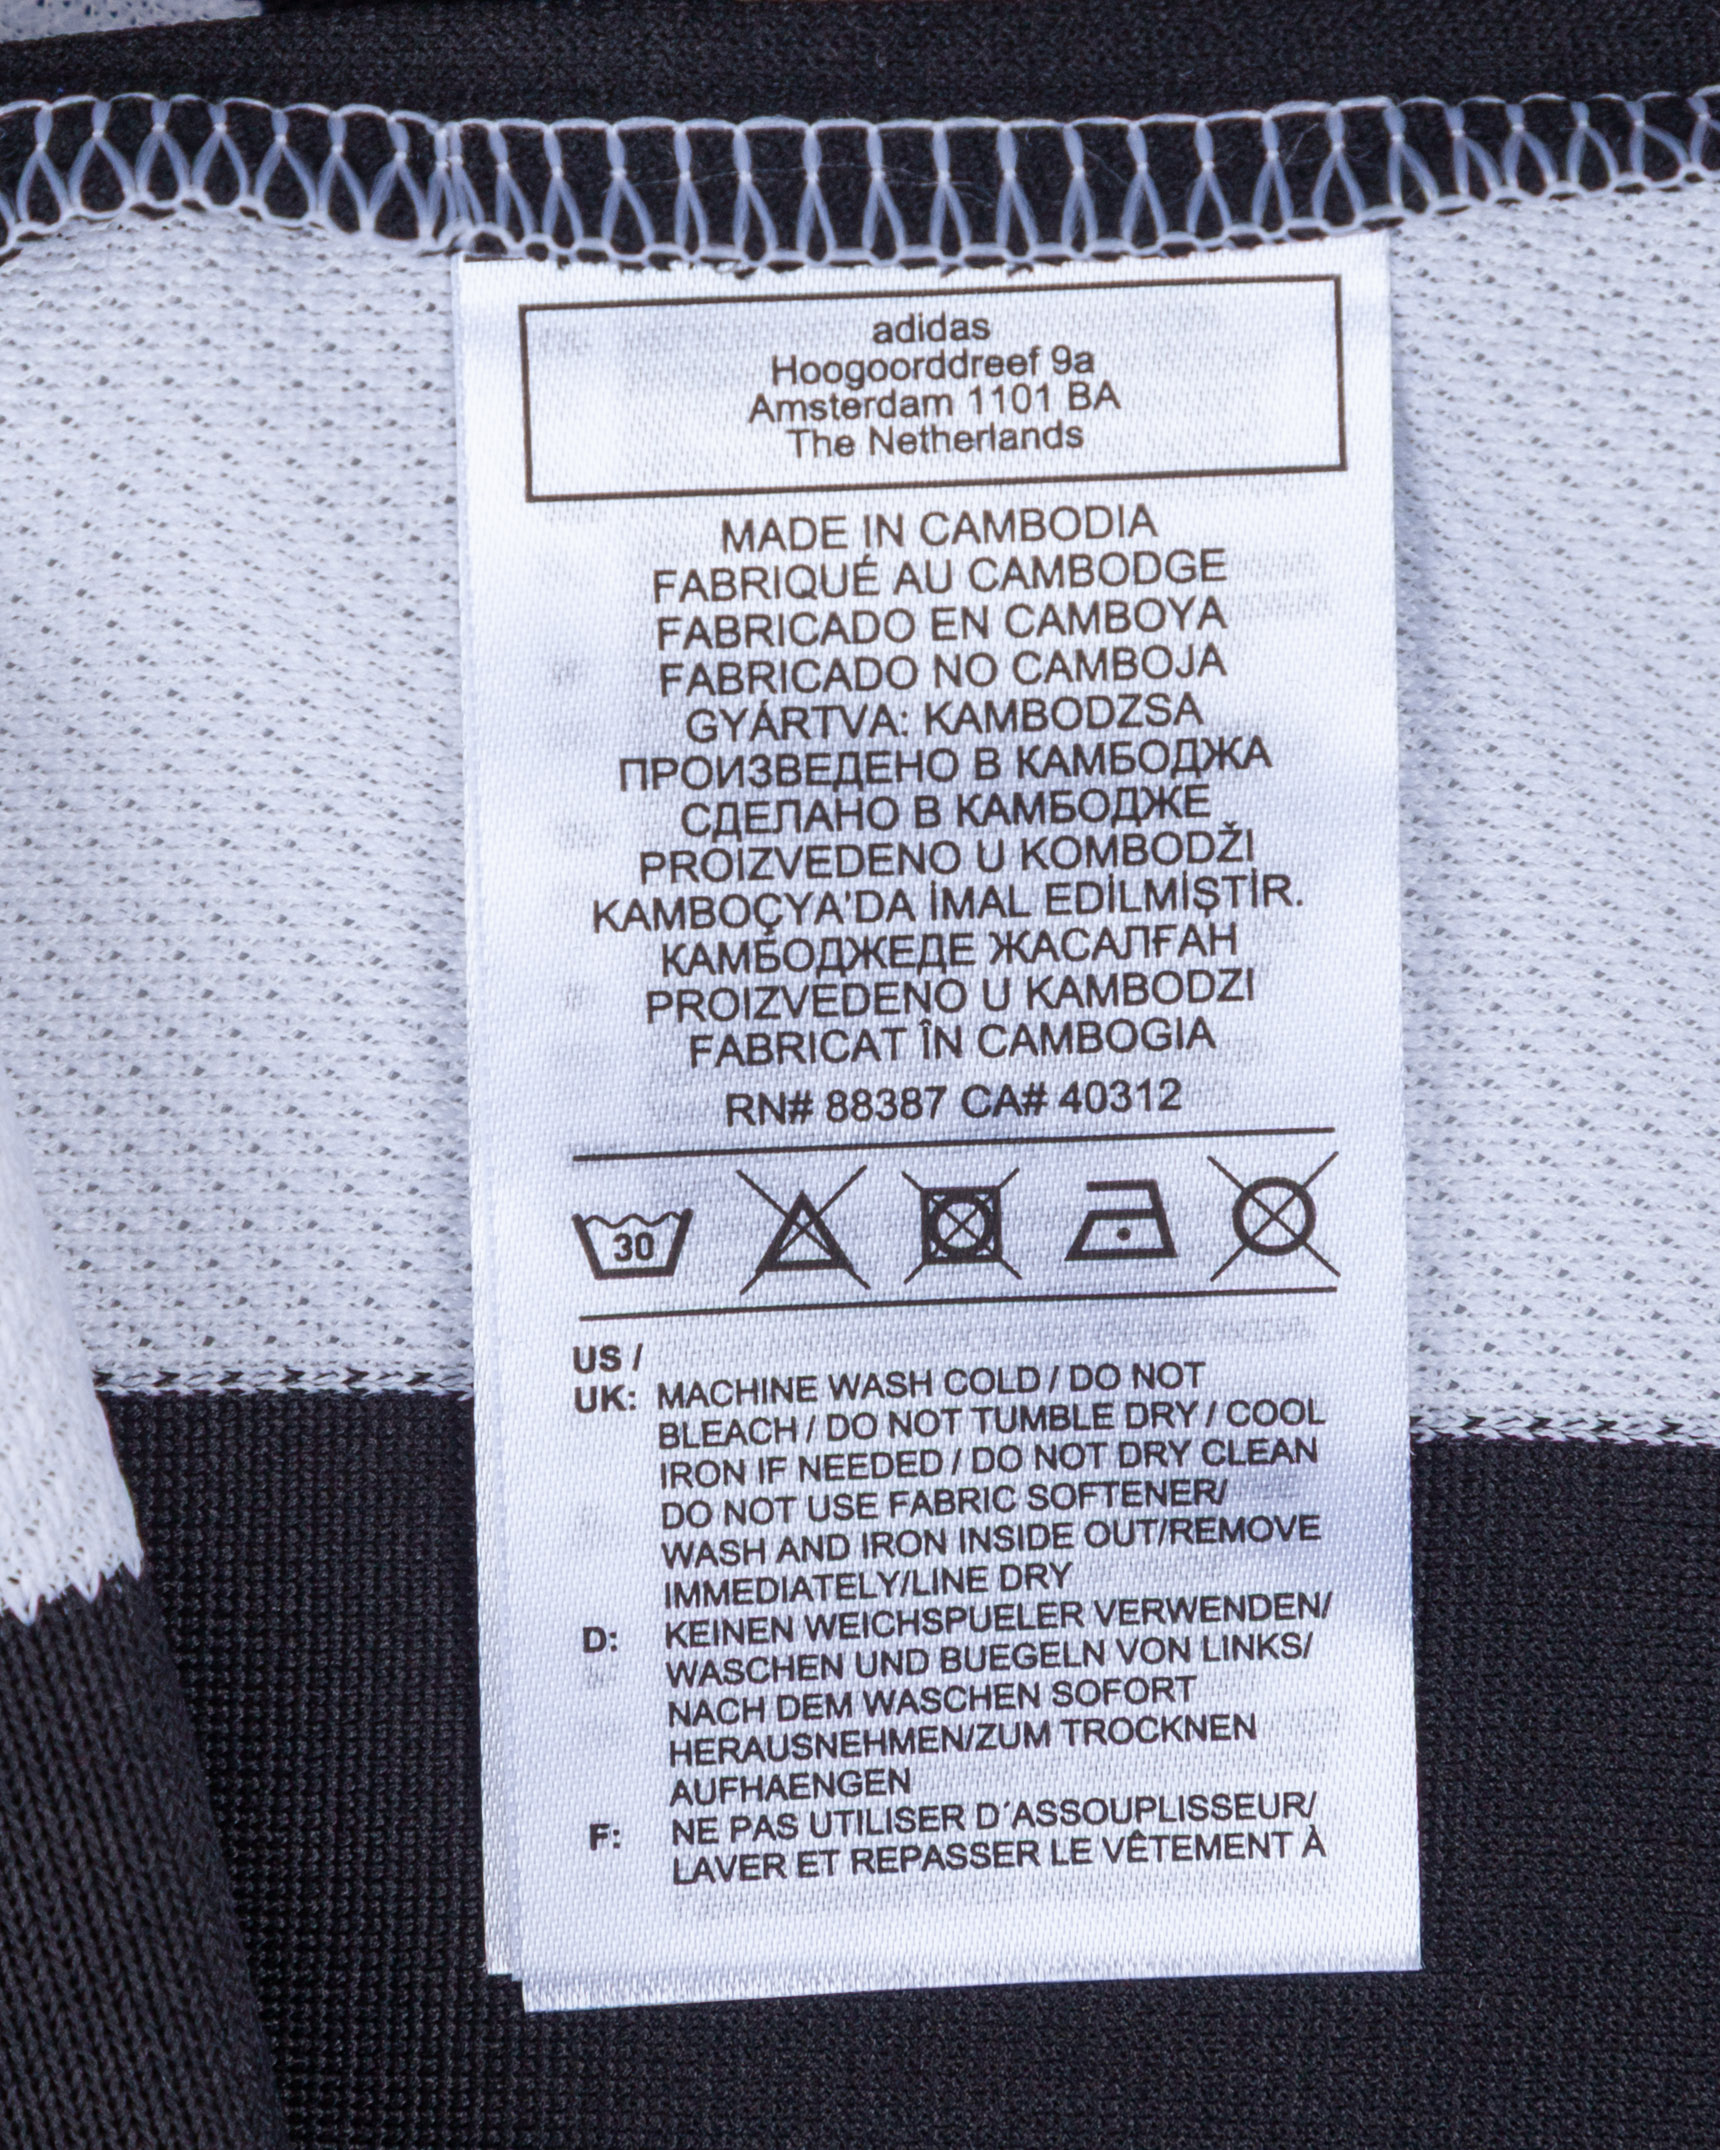 adidas
Hoogoorddreef 9a
Amsterdam 1101 BA
The Netherlands
MADE IN CAMBODIA
FABRIQUÉ AU CAMBODGE
FABRICADO EN CAMBOYA
FABRICADO NO CAMBOJA
GYÁRTVA: KAMBODZSA
ПРОИЗВЕДЕНО В КАМБОДЖА
СДЕЛАНО В КАМБОДЖЕ
PROIZVEDENO U KOMBODŽI
KAMBOÇYA'DA İMAL EDİLMİŞTİR.
КАМБОДЖЕДЕ ЖАСАЛҒАН
PROIZVEDENO U KAMBODZI
FABRICAT ÎN CAMBOGIA
RN# 88387 CA# 40312
30
US /
UK: MACHINE WASH COLD / DO NOT
BLEACH / DO NOT TUMBLE DRY / COOL
IRON IF NEEDED / DO NOT DRY CLEAN
DO NOT USE FABRIC SOFTENER/
WASH AND IRON INSIDE OUT/REMOVE
IMMEDIATELY/LINE DRY
D: KEINEN WEICHSPUELER VERWENDEN/
WASCHEN UND BUEGELN VON LINKS/
NACH DEM WASCHEN SOFORT
HERAUSNEHMEN/ZUM TROCKNEN
AUFHAENGEN
F: NE PAS UTILISER D´ASSOUPLISSEUR/
LAVER ET REPASSER LE VÊTEMENT À